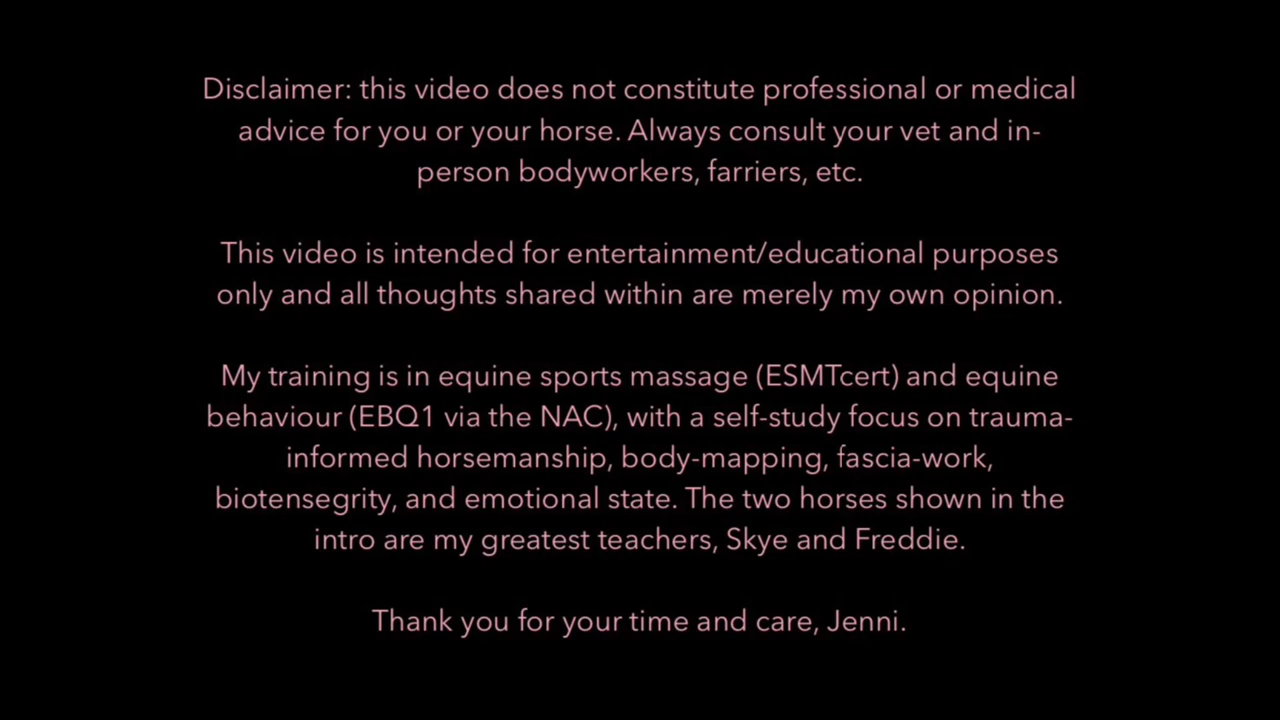 Disclaimer: this video does not constitute professional or medical
advice for you or your horse. Always consult your vet and in-
person bodyworkers, farriers, etc.
This video is intended for entertainment/educational purposes
only and all thoughts shared within are merely my own opinion.
My training is in equine sports massage (ESMTcert) and equine
behaviour (EBQ1 via the NAC), with a self-study focus on trauma-
informed horsemanship, body-mapping, fascia-work,
biotensegrity, and emotional state. The two horses shown in the
intro are my greatest teachers, Skye and Freddie.
Thank you for your time and care, Jenni.